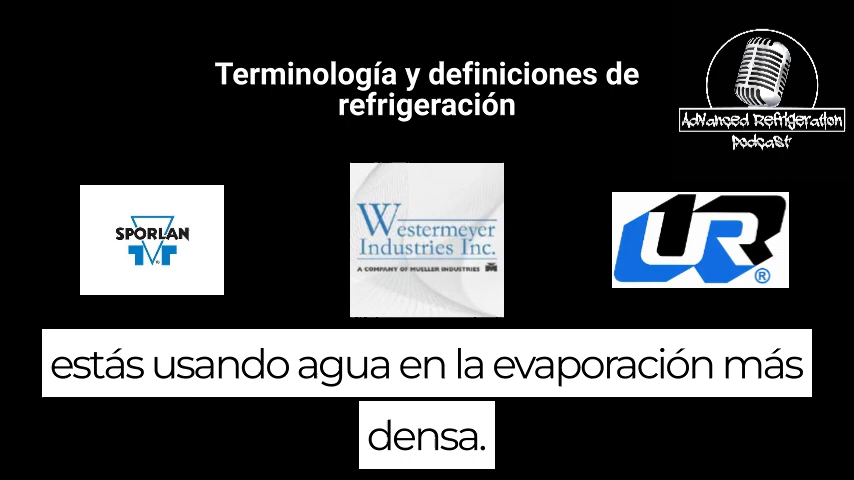 Terminología y definiciones de
refrigeración
Advanced Refrigeration
Podcast
SPORLAN
Westermeyer
Industries Inc.
A COMPANY OF MUELLER INDUSTRIES
UR
®
estás usando agua en la evaporación más
densa.